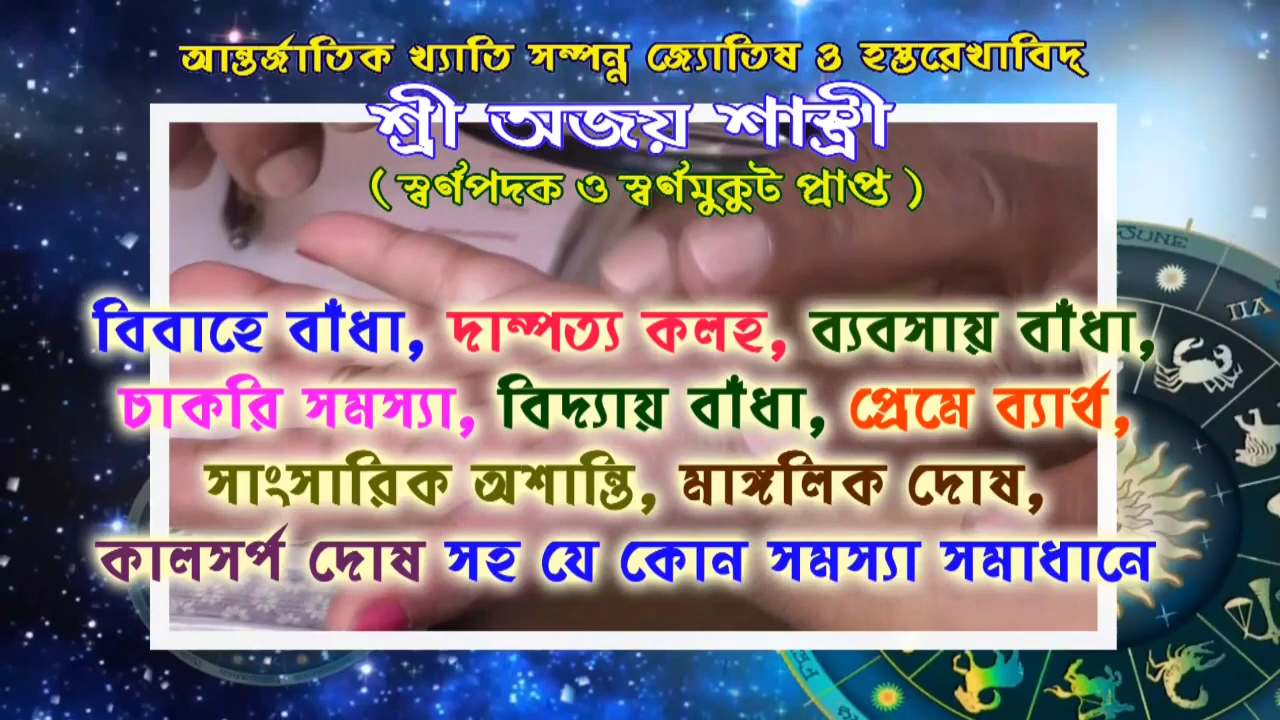 আন্তর্জাতিক খ্যাতি সম্পন্ন জ্যোতিষ ও হস্তরেখাবিদ্
শ্রী অজয় শাস্ত্রী
( স্বর্ণপদক ও স্বর্ণমুকুট প্রাপ্ত )
বিবাহে বাঁধা, দাম্পত্য কলহ, ব্যবসায় বাঁধা,
চাকরি সমস্যা, বিদ্যায় বাঁধা, প্রেমে ব্যার্থ,
সাংসারিক অশান্তি, মাঙ্গলিক দোষ,
কালসর্প দোষ সহ যে কোন সমস্যা সমাধানে
VII